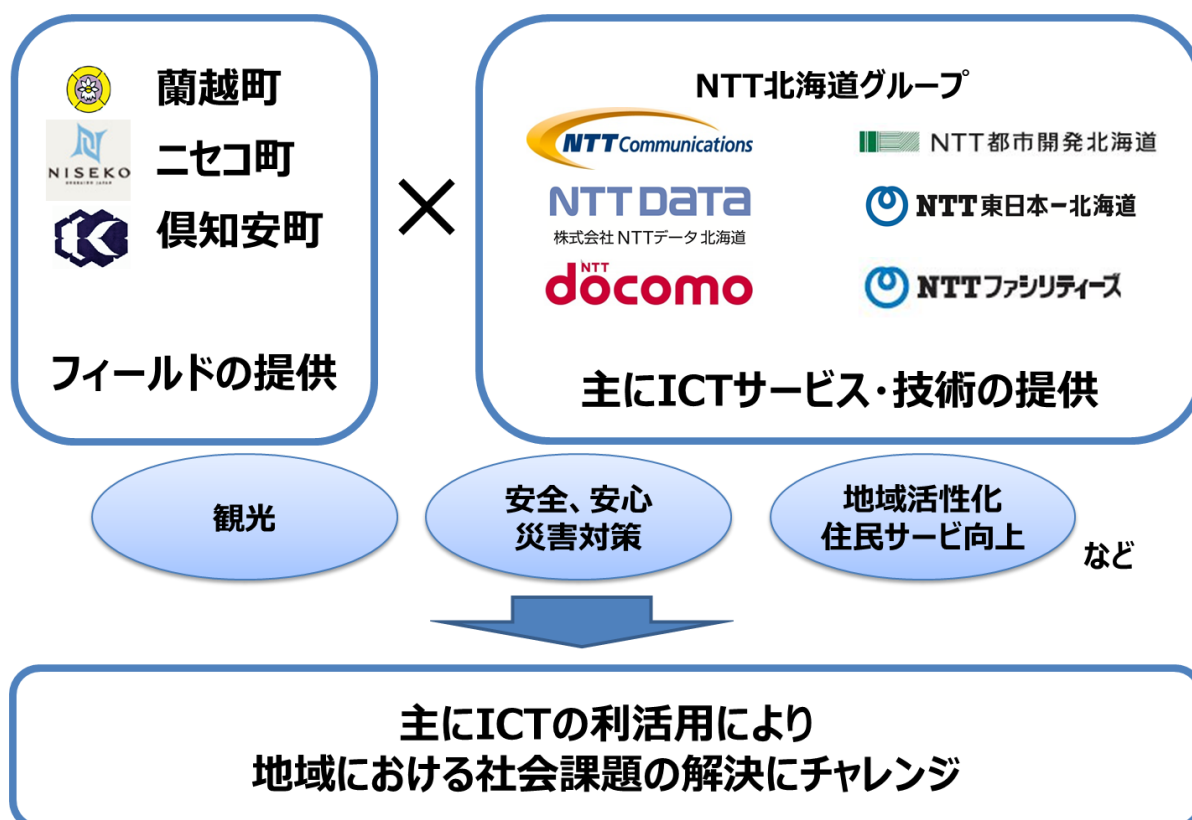 蘭越町
NISEKO
HOKKAIDO JAPAN
ニセコ町
倶知安町
フィールドの提供
×
NTT北海道グループ
NTT Communications
NTT都市開発北海道
NTT DATA
株式会社 NTTデータ 北海道
NTT東日本ー北海道
NTT
docomo
NTTファシリティーズ
主にICTサービス・技術の提供
観光
安全、安心
災害対策
地域活性化
住民サービ向上
など
主にICTの利活用により
地域における社会課題の解決にチャレンジ